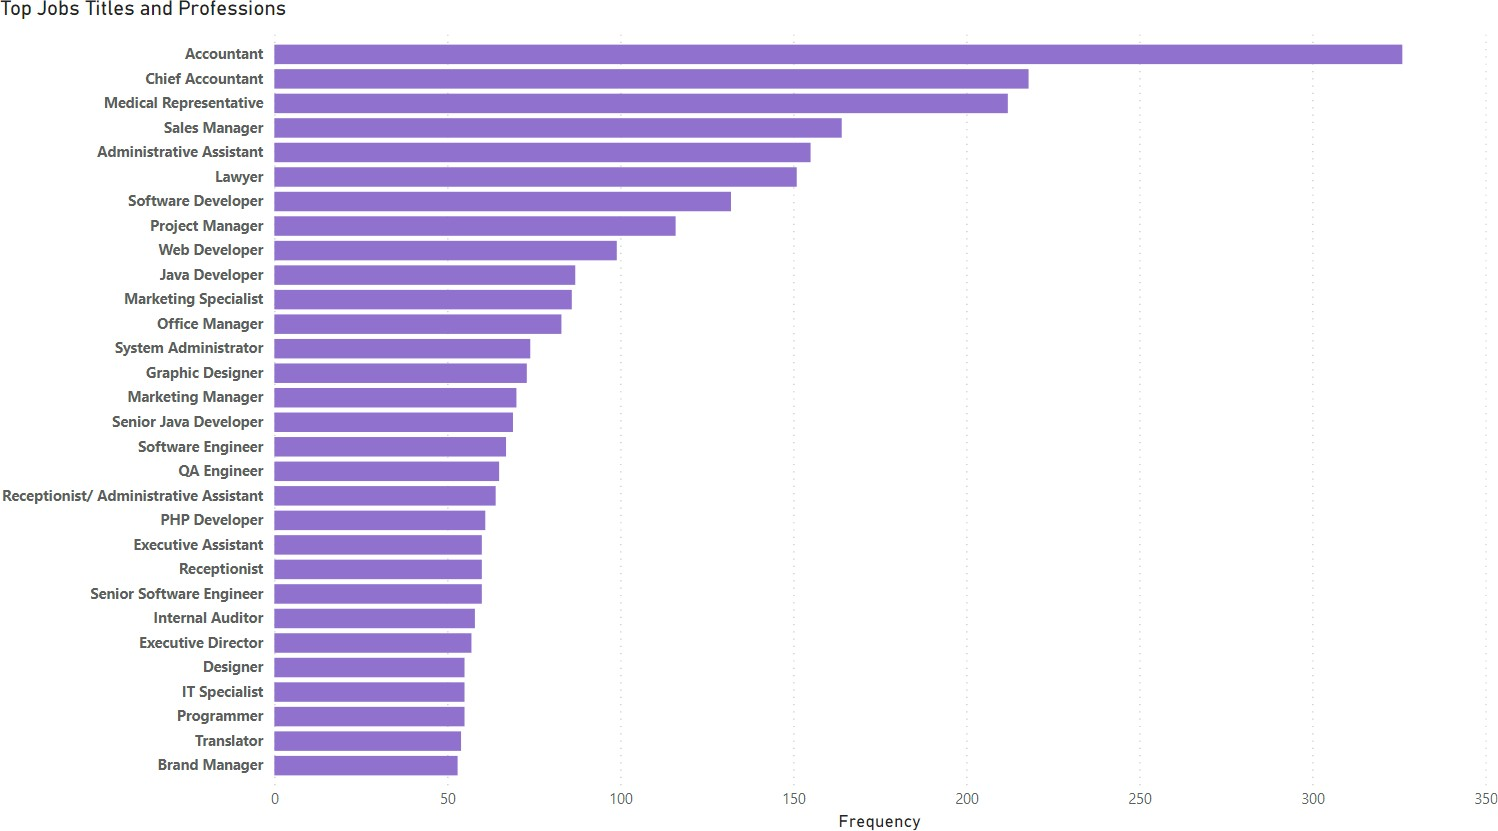 Top Jobs Titles and Professions
Accountant
Chief Accountant
Medical Representative
Sales Manager
Administrative Assistant
Lawyer
Software Developer
Project Manager
Web Developer
Java Developer
Marketing Specialist
Office Manager
System Administrator
Graphic Designer
Marketing Manager
Senior Java Developer
Software Engineer
QA Engineer
Receptionist/ Administrative Assistant
PHP Developer
Executive Assistant
Receptionist
Senior Software Engineer
Internal Auditor
Executive Director
Designer
IT Specialist
Programmer
Translator
Brand Manager
0 50 100 150 200 250 300 350
Frequency